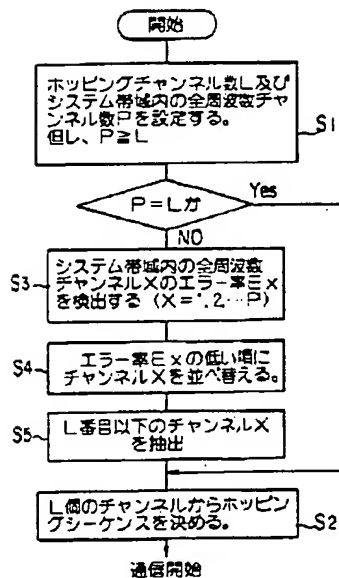 開始
ホッピングチャンネル数L及び
システム帯域内の全周波数チャ
ンネル数Pを設定する。
但し、P≧L
S1
P=Lか
Yes
NO
システム帯域内の全周波数
チャンネルXのエラー率Ex
を検出する (X=1,2…P)
S3
エラー率Exの低い順に
チャンネルXを並べ替える。
S4
L番目以下のチャンネルX
を抽出
S5
L個のチャンネルからホッピン
グシーケンスを決める。
S2
通信開始